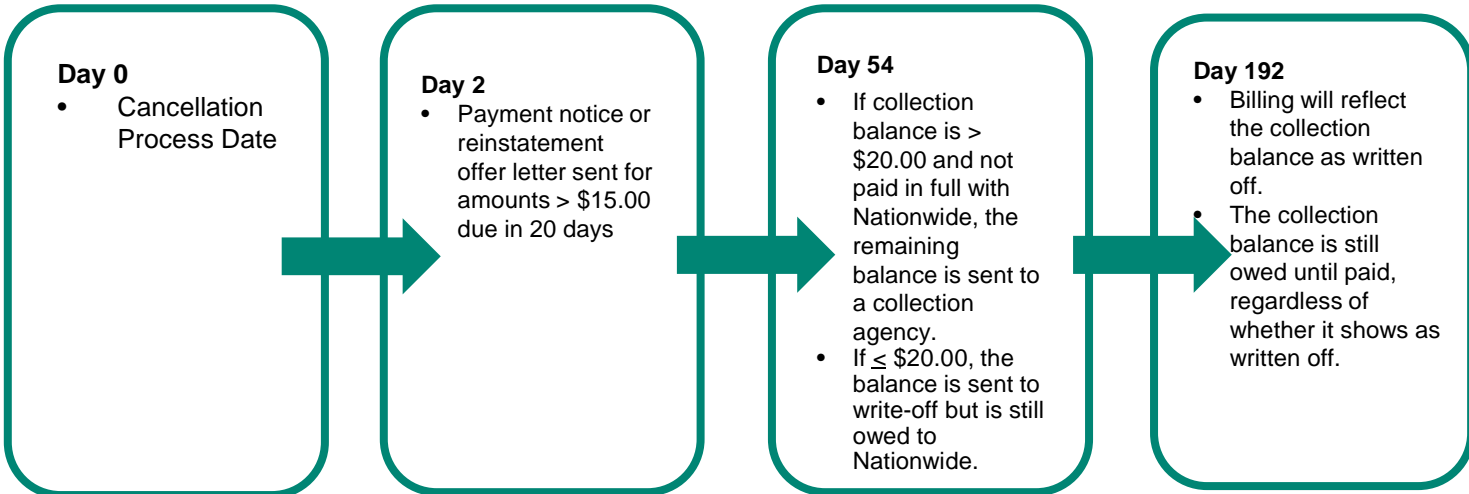 Day 0
• Cancellation
Process Date
Day 2
• Payment notice or
reinstatement
offer letter sent for
amounts > $15.00
due in 20 days
Day 54
• If collection
balance is >
$20.00 and not
paid in full with
Nationwide, the
remaining
balance is sent to
a collection
agency.
• If ≤ $20.00, the
balance is sent to
write-off but is still
owed to
Nationwide.
Day 192
• Billing will reflect
the collection
balance as written
off.
• The collection
balance is still
owed until paid,
regardless of
whether it shows as
written off.